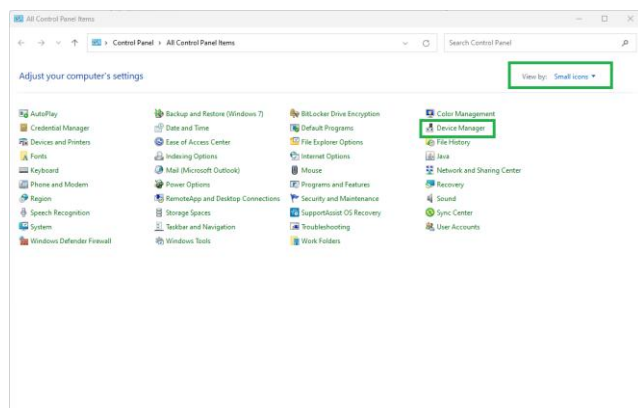 All Control Panel Items
Control Panel › All Control Panel Items
Search Control Panel
Adjust your computer's settings
View by: Small icons
AutoPlay
Backup and Restore (Windows 7)
BitLocker Drive Encryption
Color Management
Credential Manager
Date and Time
Default Programs
Device Manager
Devices and Printers
Ease of Access Center
File Explorer Options
File History
Fonts
Indexing Options
Internet Options
Java
Keyboard
Mail (Microsoft Outlook)
Mouse
Network and Sharing Center
Phone and Modem
Power Options
Programs and Features
Recovery
Region
RemoteApp and Desktop Connections
Security and Maintenance
Sound
Speech Recognition
Storage Spaces
SupportAssist OS Recovery
Sync Center
System
Taskbar and Navigation
Troubleshooting
User Accounts
Windows Defender Firewall
Windows Tools
Work Folders